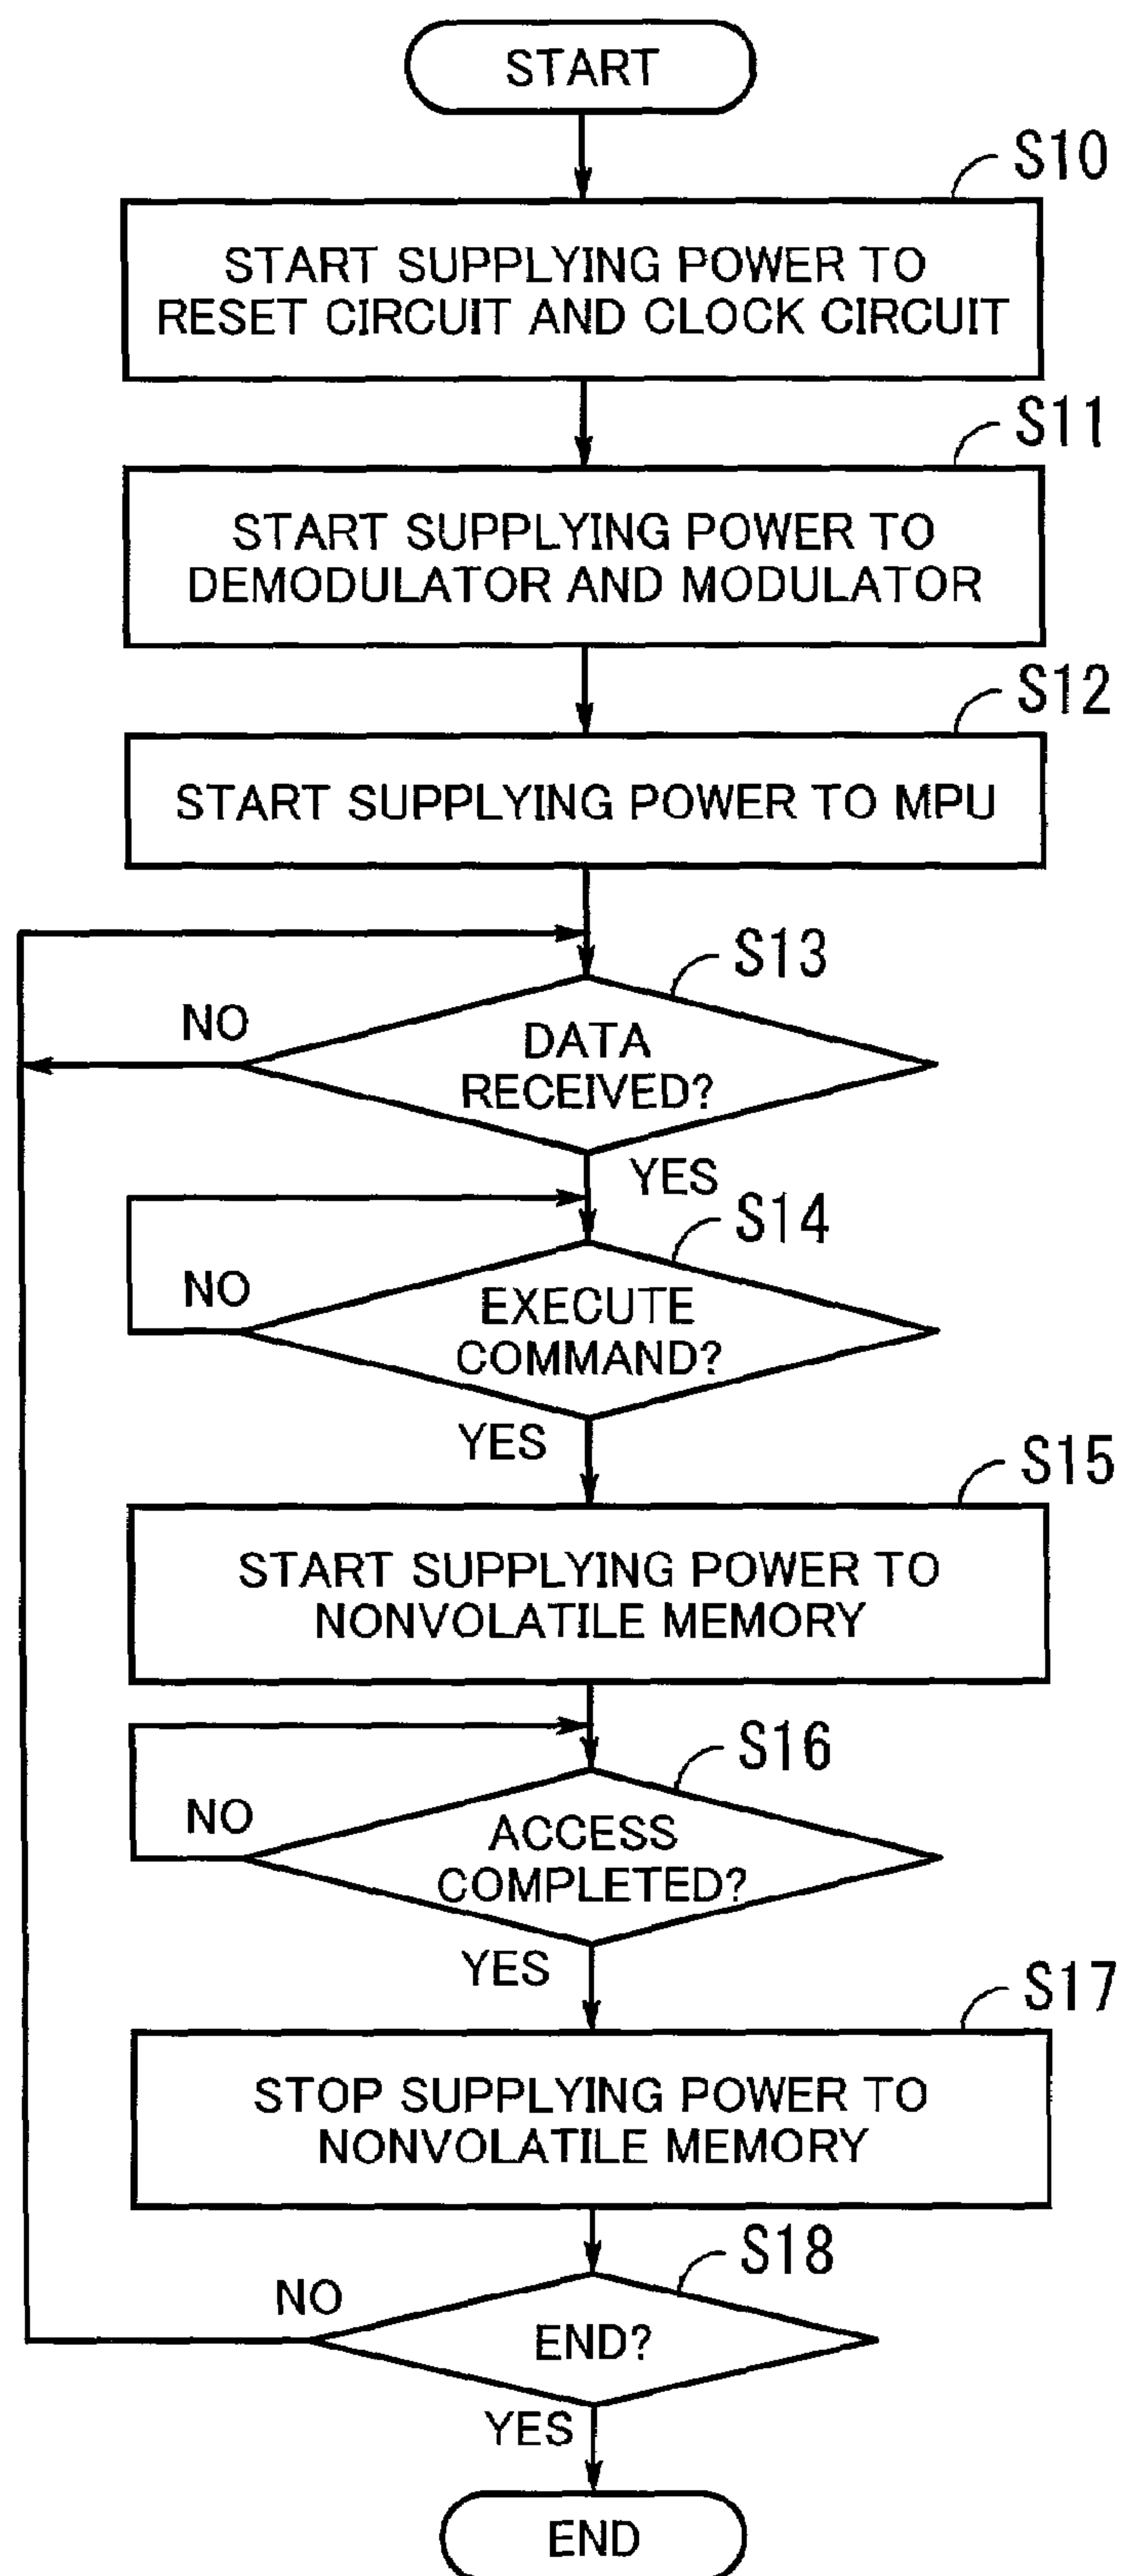 START
S10
START SUPPLYING POWER TO
RESET CIRCUIT AND CLOCK CIRCUIT
S11
START SUPPLYING POWER TO
DEMODULATOR AND MODULATOR
S12
START SUPPLYING POWER TO MPU
S13
NO
DATA
RECEIVED?
YES
S14
NO
EXECUTE
COMMAND?
YES
S15
START SUPPLYING POWER TO
NONVOLATILE MEMORY
S16
NO
ACCESS
COMPLETED?
YES
S17
STOP SUPPLYING POWER TO
NONVOLATILE MEMORY
S18
NO
END?
YES
END